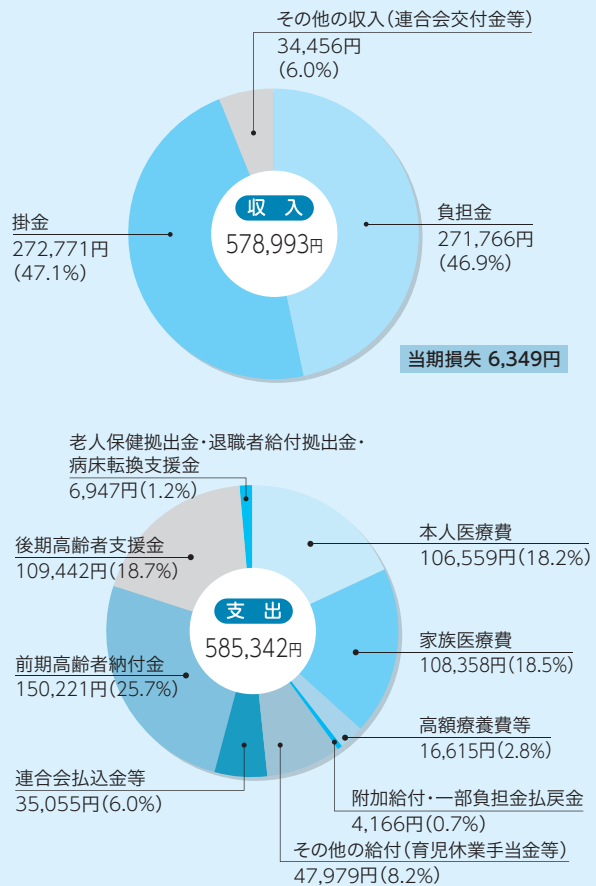 その他の収入(連合会交付金等)
34,456円
(6.0%)
収 入
578,993円
掛金
272,771円
(47.1%)
負担金
271,766円
(46.9%)
当期損失 6,349円
老人保健拠出金・退職者給付拠出金・
病床転換支援金
6,947円(1.2%)
本人医療費
106,559円(18.2%)
後期高齢者支援金
109,442円(18.7%)
支 出
585,342円
家族医療費
108,358円(18.5%)
前期高齢者納付金
150,221円(25.7%)
高額療養費等
16,615円(2.8%)
連合会払込金等
35,055円(6.0%)
附加給付・一部負担金払戻金
4,166円(0.7%)
その他の給付(育児休業手当金等)
47,979円(8.2%)